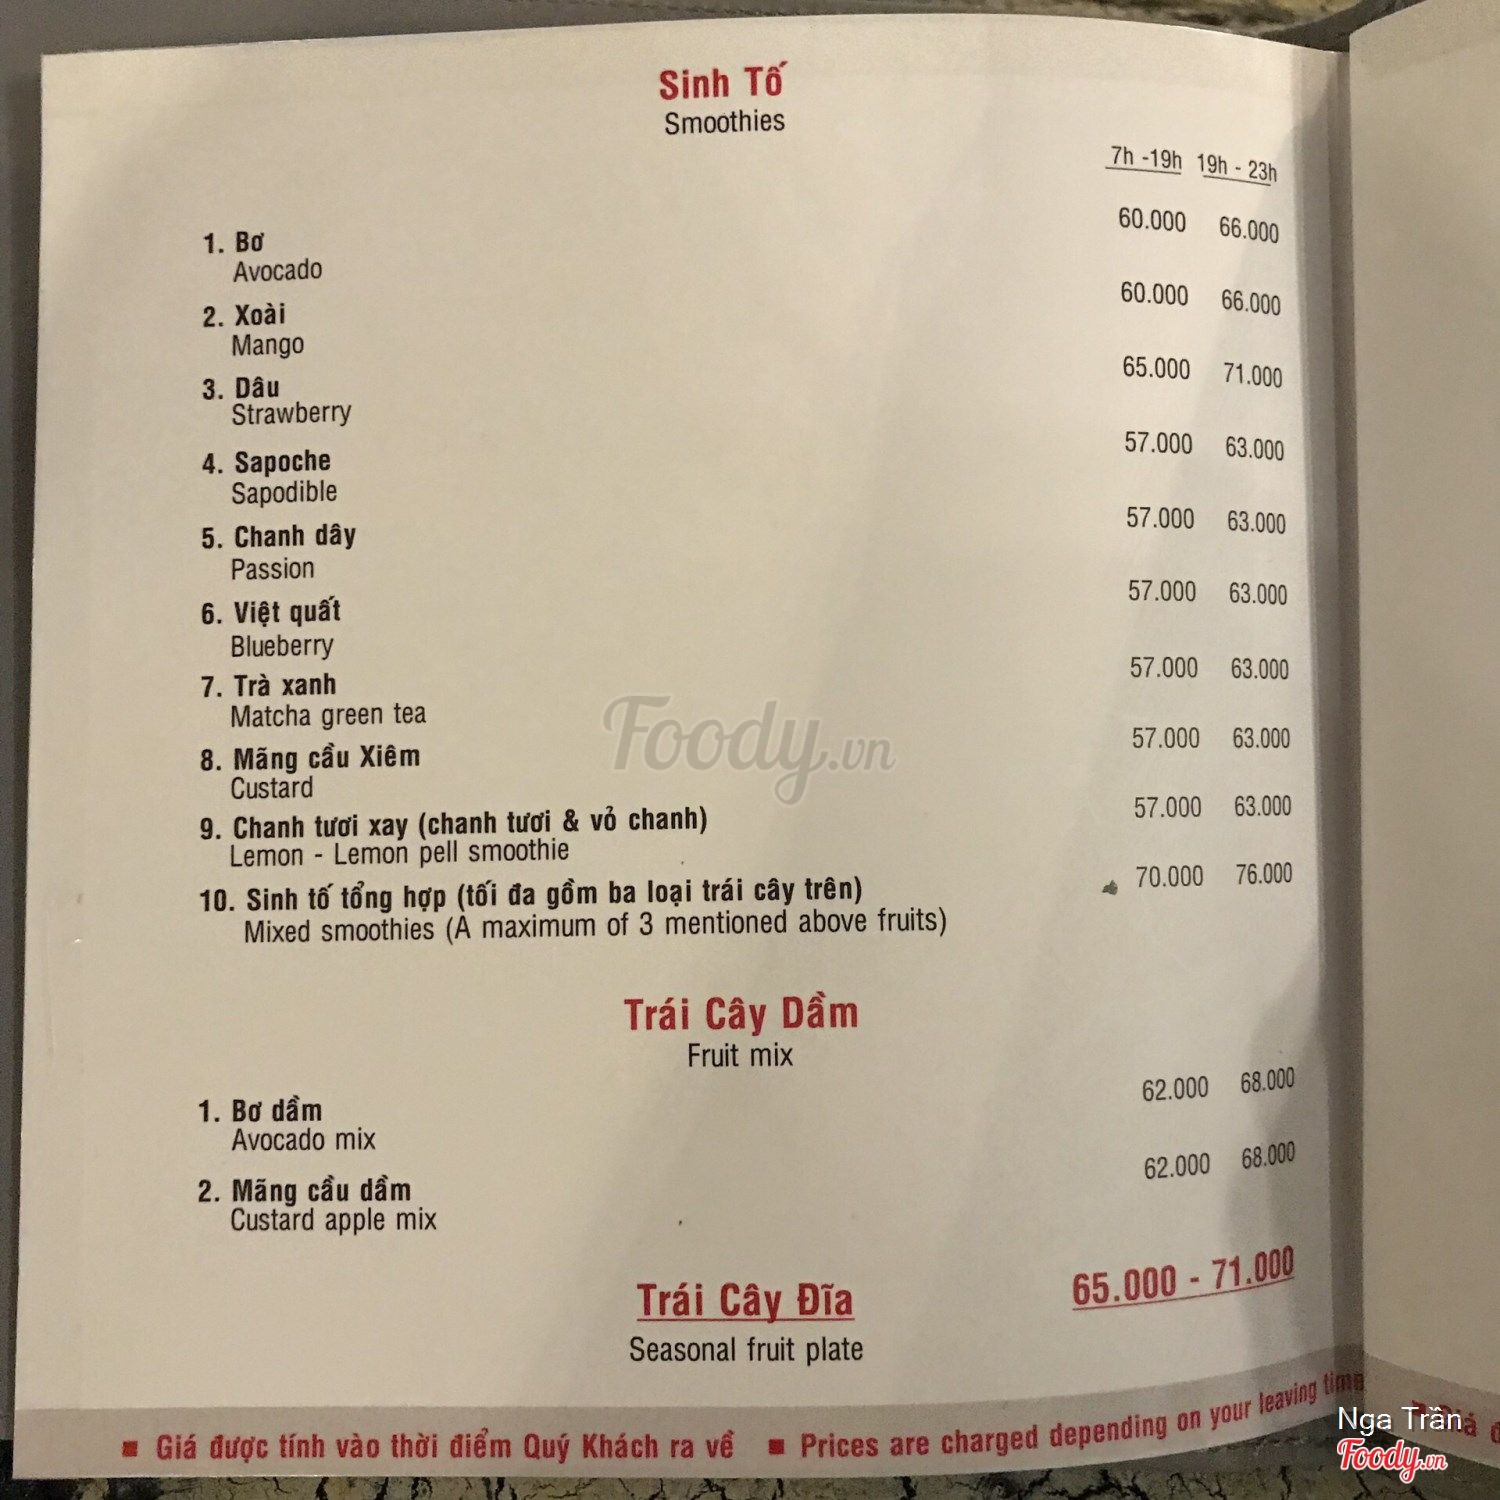 Sinh Tố
Smoothies
7h -19h 19h - 23h
1. Bơ 60.000 66.000
Avocado
2. Xoài 60.000 66.000
Mango
3. Dâu 65.000 71.000
Strawberry
4. Sapoche 57.000 63.000
Sapodible
5. Chanh dây 57.000 63.000
Passion
6. Việt quất 57.000 63.000
Blueberry
7. Trà xanh 57.000 63.000
Matcha green tea
8. Mãng cầu Xiêm 57.000 63.000
Custard
9. Chanh tươi xay (chanh tươi & vỏ chanh) 57.000 63.000
Lemon - Lemon pell smoothie
10. Sinh tố tổng hợp (tối đa gồm ba loại trái cây trên) 70.000 76.000
Mixed smoothies (A maximum of 3 mentioned above fruits)
Foody.vn
Trái Cây Dầm
Fruit mix
1. Bơ dầm 62.000 68.000
Avocado mix
2. Mãng cầu dầm 62.000 68.000
Custard apple mix
Trái Cây Đĩa 65.000 - 71.000
Seasonal fruit plate
■ Giá được tính vào thời điểm Quý Khách ra về ■ Prices are charged depending on your leaving time
Nga Trần
Foody.vn